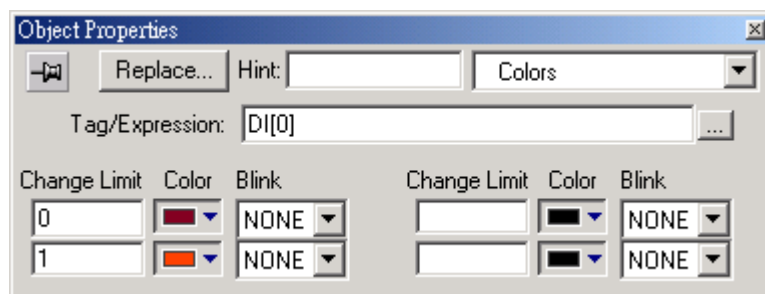 Object Properties
Replace... Hint: Colors
Tag/Expression: DI[0] ...
Change Limit Color Blink Change Limit Color Blink
0 NONE NONE
1 NONE NONE